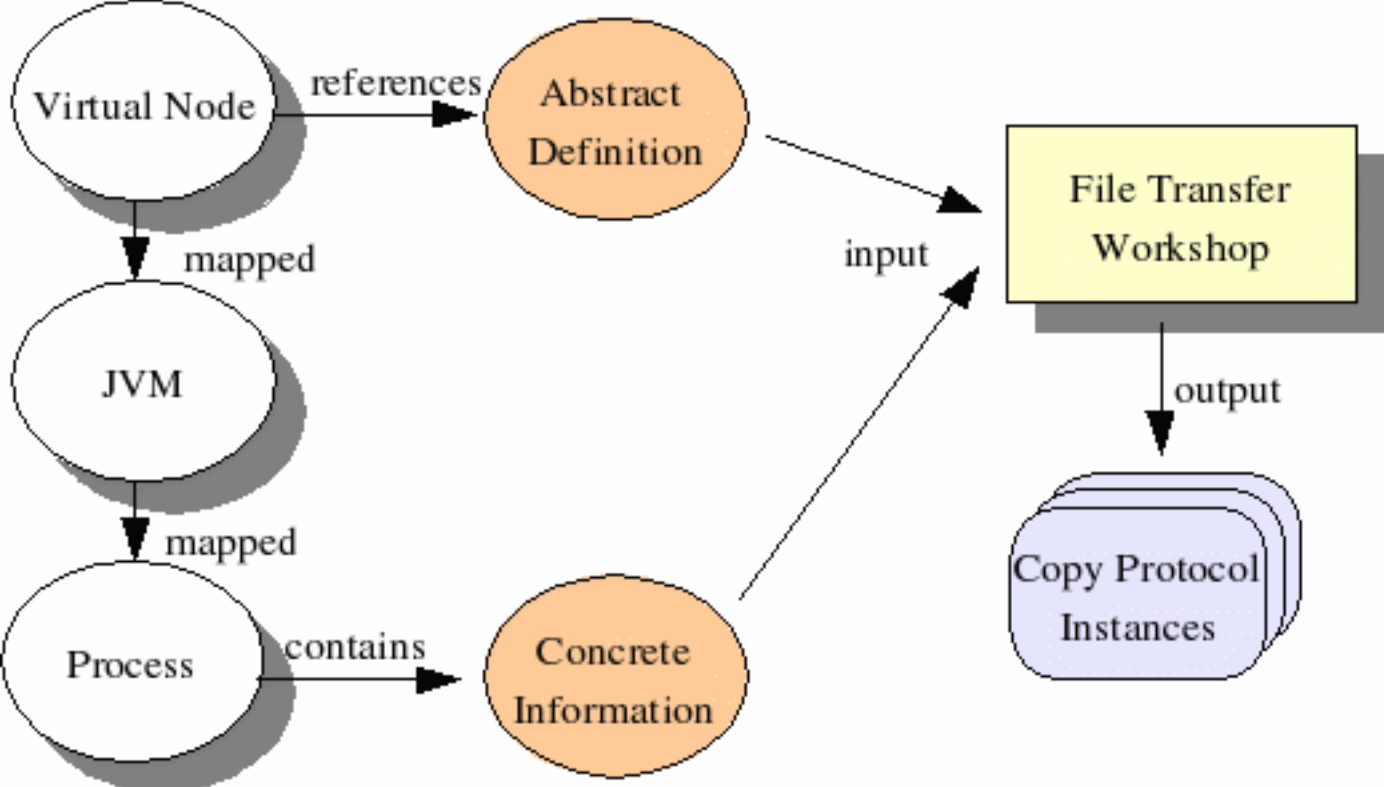 Virtual Node
references
Abstract
Definition
File Transfer
Workshop
mapped
input
JVM
output
mapped
Copy Protocol
Instances
Process
contains
Concrete
Information